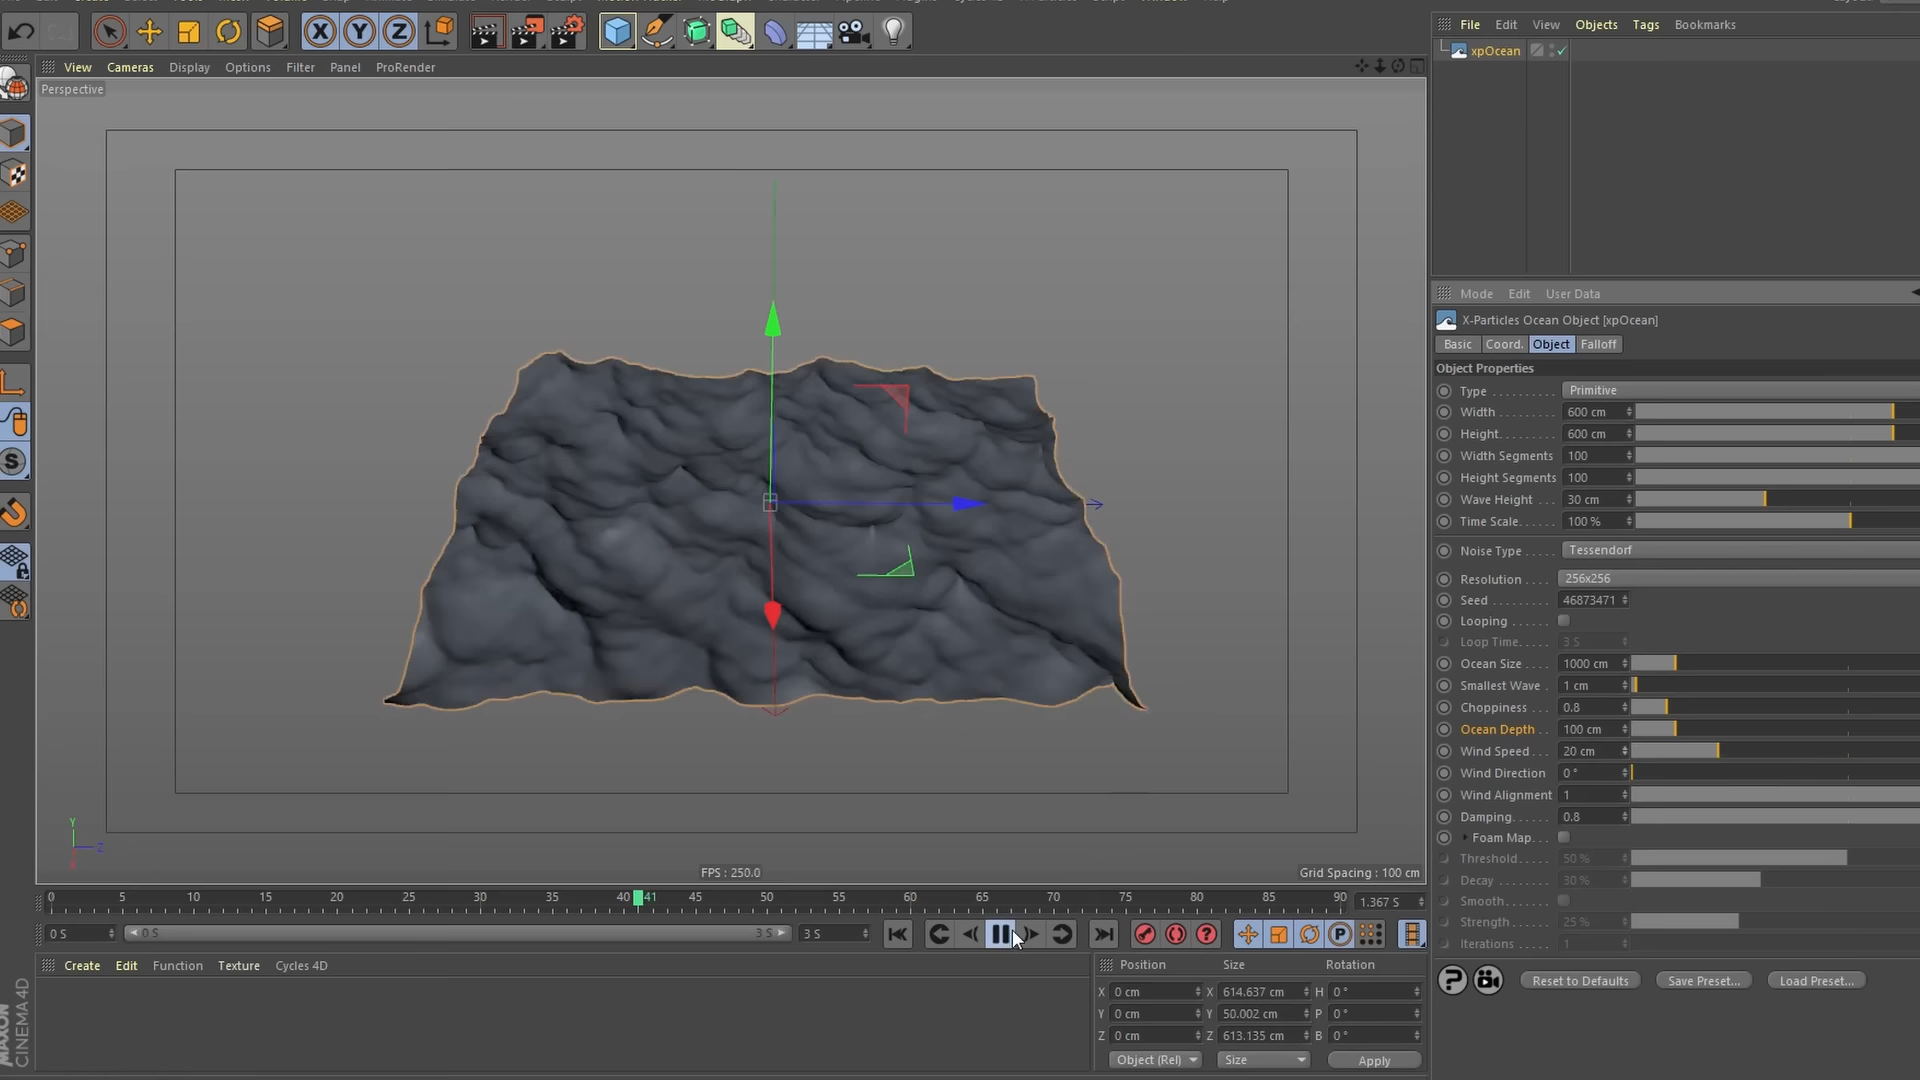 File Edit View Objects Tags Bookmarks
View Cameras Display Options Filter Panel ProRender
Perspective
xpOcean
Mode Edit User Data
X-Particles Ocean Object [xpOcean]
Basic Coord. Object Falloff
Object Properties
Type Primitive
Width 600 cm
Height 600 cm
Width Segments 100
Height Segments 100
Wave Height 30 cm
Time Scale 100 %
Noise Type Tessendorf
Resolution 256x256
Seed 46873471
Looping
Loop Time 3 S
Ocean Size 1000 cm
Smallest Wave 1 cm
Choppiness 0.8
Ocean Depth 100 cm
Wind Speed 20 cm
Wind Direction 0 °
Wind Alignment 1
Damping 0.8
Foam Map
Threshold 50 %
Decay 30 %
Smooth
Strength 25 %
Iterations 1
Reset to Defaults Save Preset... Load Preset...
X Y Z
S
Y
Z
FPS : 250.0
Grid Spacing : 100 cm
0 5 10 15 20 25 30 35 40 41 50 55 60 65 70 75 80 85 90 1.367 S
0 S 0 S 3 S 3 S
P
Create Edit Function Texture Cycles 4D
Position Size Rotation
X 0 cm X 614.637 cm H 0 °
Y 0 cm Y 50.002 cm P 0 °
Z 0 cm Z 613.135 cm B 0 °
Object (Rel) Size Apply
MAXON
CINEMA 4D